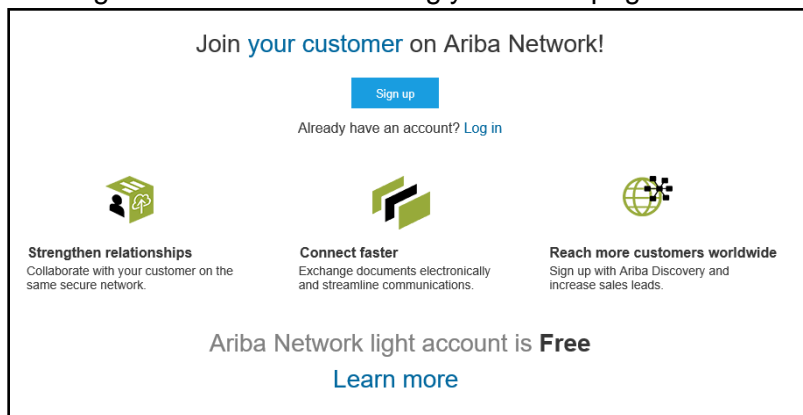 Join your customer on Ariba Network!
Sign up
Already have an account? Log in
Strengthen relationships
Collaborate with your customer on the
same secure network.
Connect faster
Exchange documents electronically
and streamline communications.
Reach more customers worldwide
Sign up with Ariba Discovery and
increase sales leads.
Ariba Network light account is Free
Learn more